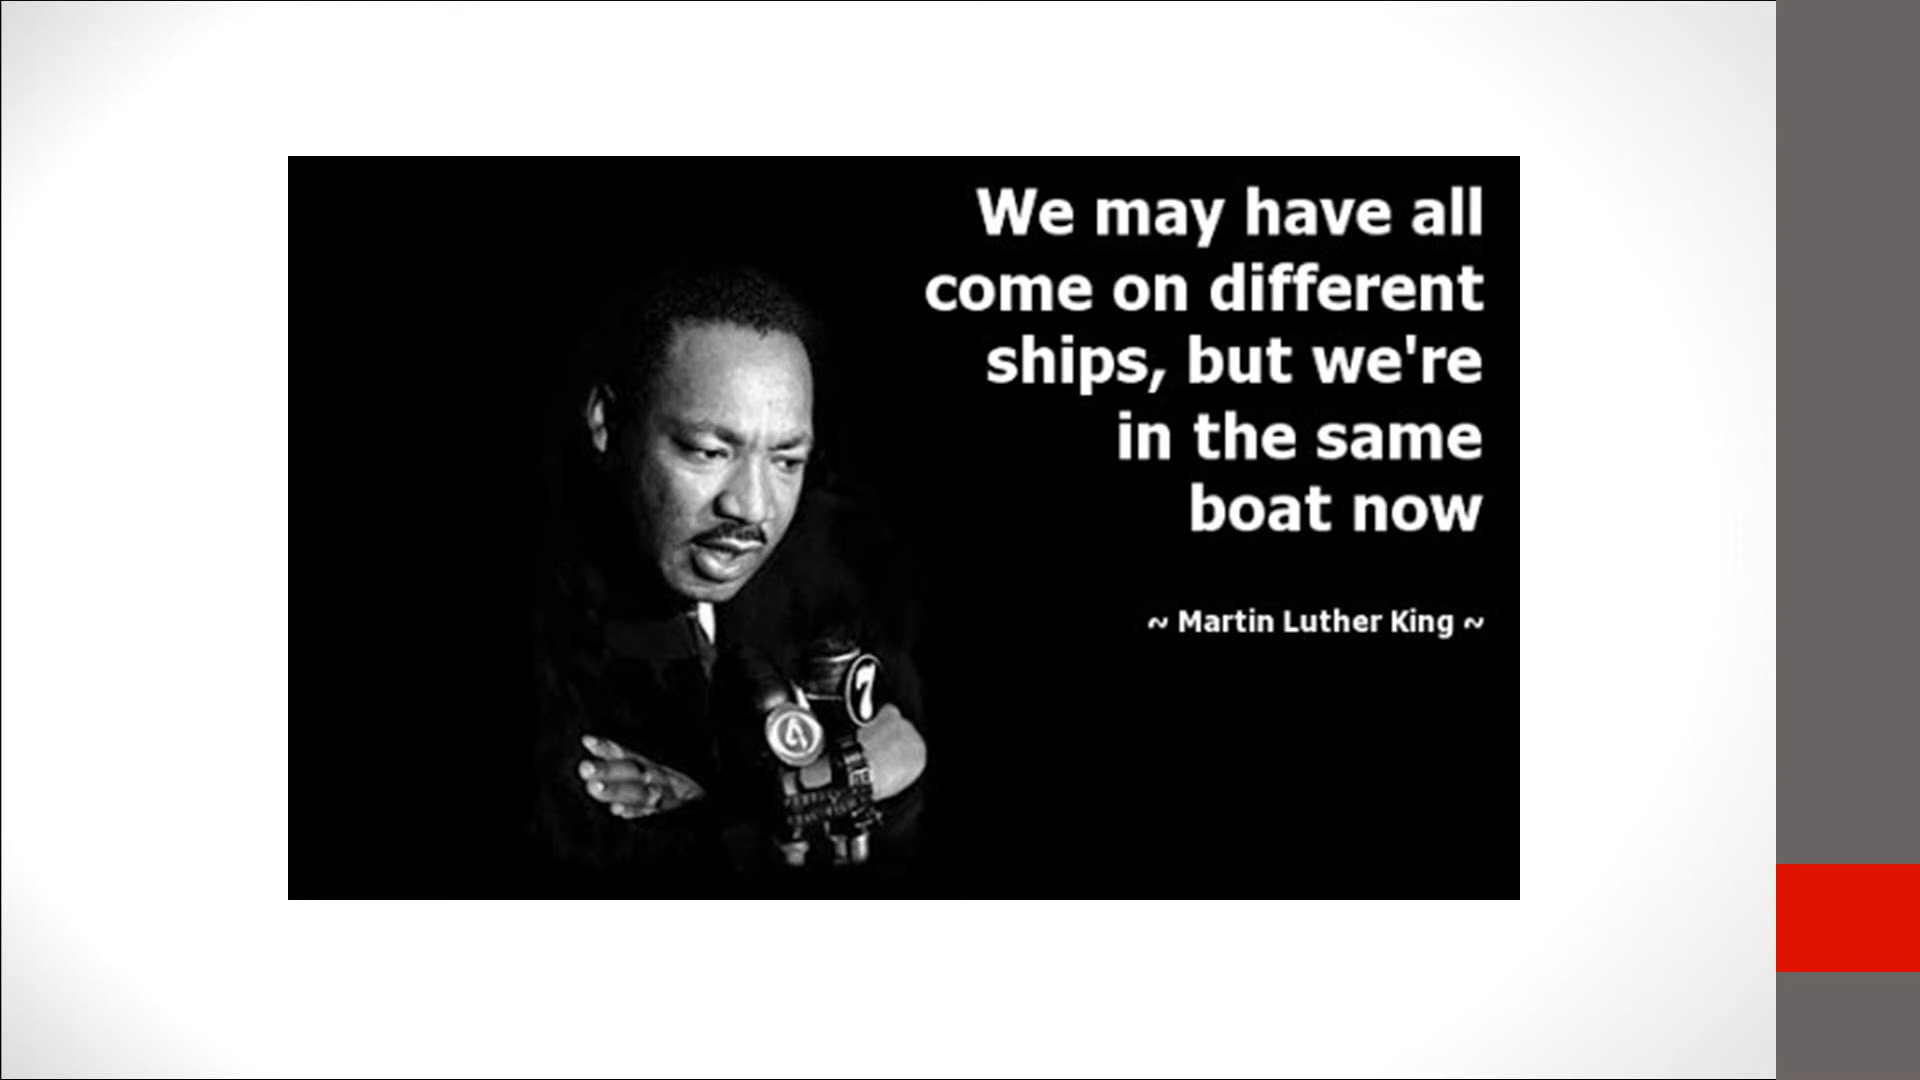 We may have all
come on different
ships, but we're
in the same
boat now
~ Martin Luther King ~
7
4